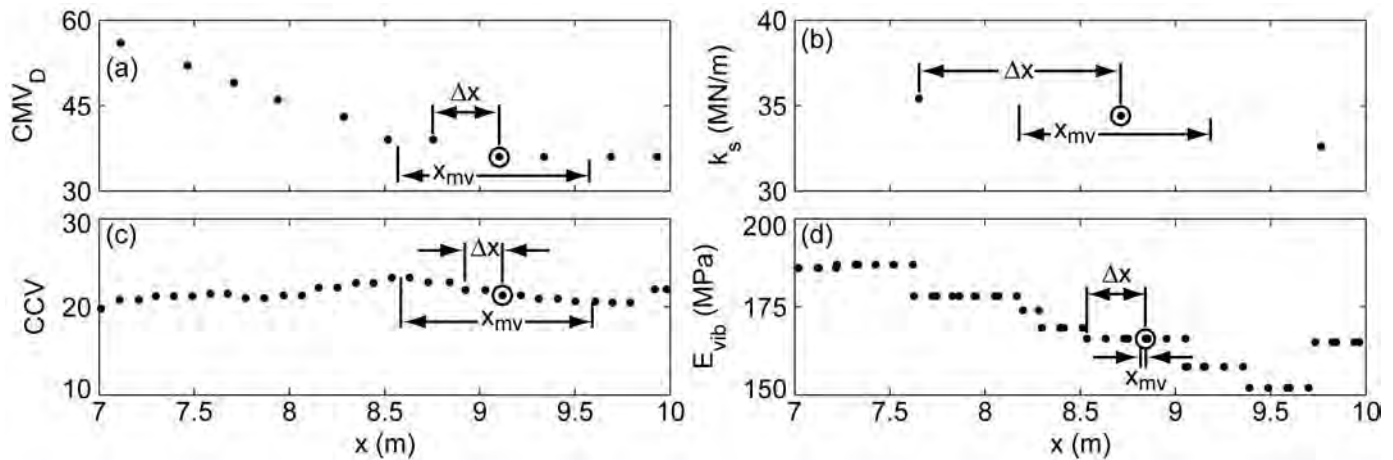 60
45
30
CMV_D
(a)
Δx
x_mv
40
35
30
k_s (MN/m)
(b)
Δx
x_mv
30
20
10
CCV
(c)
Δx
x_mv
7 7.5 8 8.5 9 9.5 10
x (m)
200
175
150
E_vib (MPa)
(d)
Δx
x_mv
7 7.5 8 8.5 9 9.5 10
x (m)